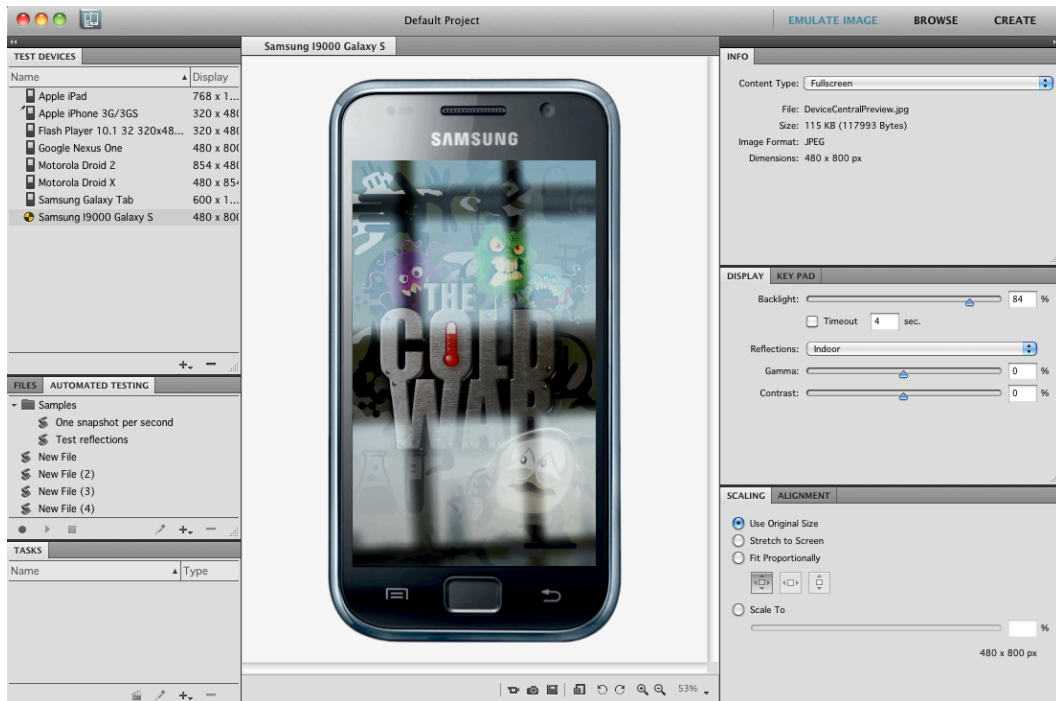 Default Project
EMULATE IMAGE
BROWSE
CREATE
TEST DEVICES
Name
Display
Apple iPad
768 x 1...
Apple iPhone 3G/3GS
320 x 480
Flash Player 10.1 32 320x48...
320 x 480
Google Nexus One
480 x 800
Motorola Droid 2
854 x 480
Motorola Droid X
480 x 854
Samsung Galaxy Tab
600 x 1...
Samsung I9000 Galaxy S
480 x 800
FILES
AUTOMATED TESTING
Samples
One snapshot per second
Test reflections
New File
New File (2)
New File (3)
New File (4)
TASKS
Name
Type
Samsung I9000 Galaxy S
SAMSUNG
THE
COLD
WAR
53%
INFO
Content Type: Fullscreen
File: DeviceCentralPreview.jpg
Size: 115 KB (117993 Bytes)
Image Format: JPEG
Dimensions: 480 x 800 px
DISPLAY
KEY PAD
Backlight: 84 %
Timeout 4 sec.
Reflections: Indoor
Gamma: 0 %
Contrast: 0 %
SCALING
ALIGNMENT
Use Original Size
Stretch to Screen
Fit Proportionally
Scale To
%
480 x 800 px